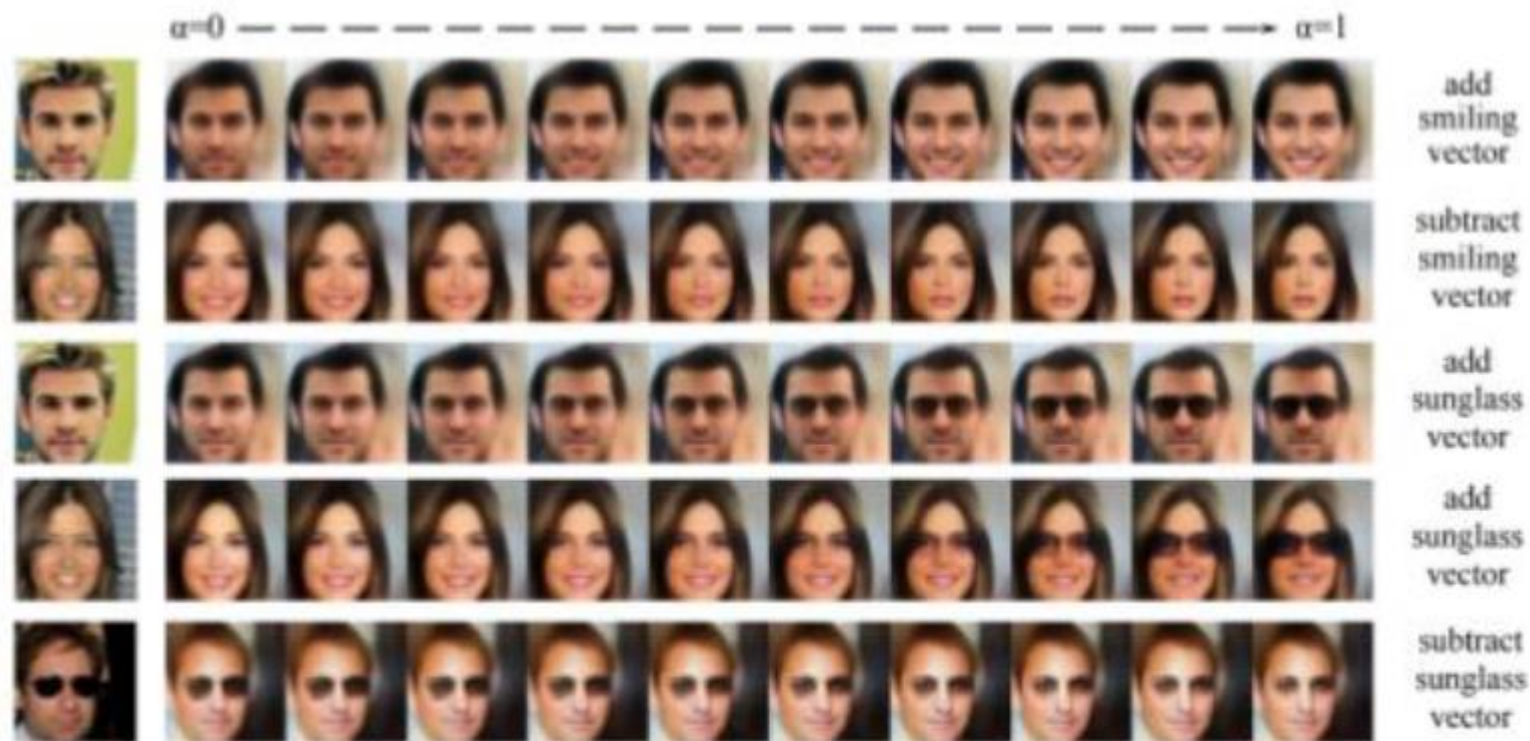 α=0 α=1
add
smiling
vector
subtract
smiling
vector
add
sunglass
vector
add
sunglass
vector
subtract
sunglass
vector